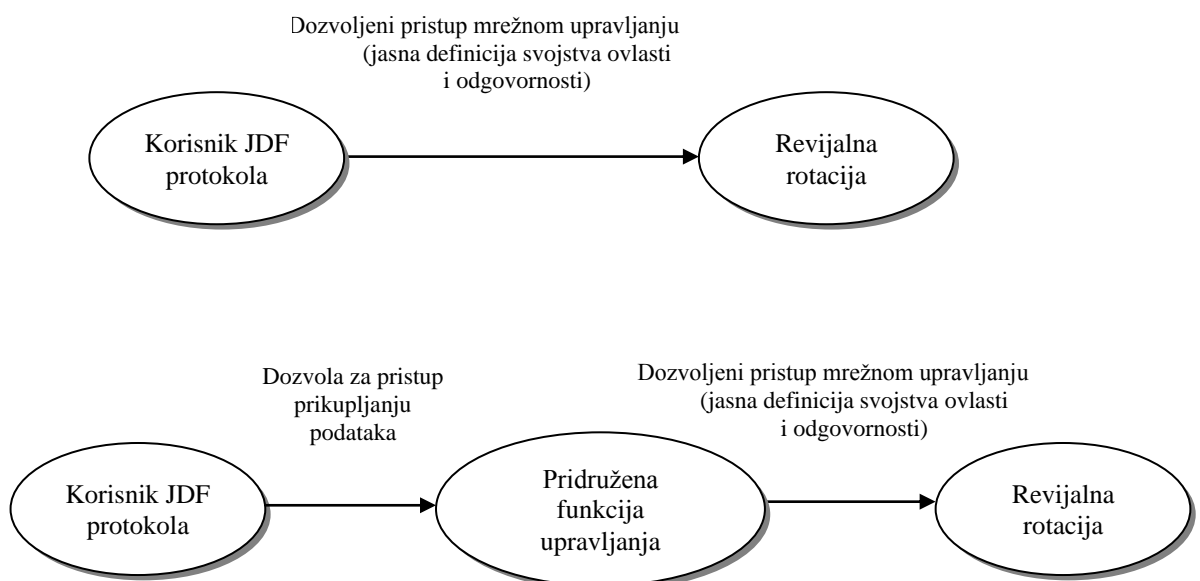 Dozvoljeni pristup mrežnom upravljanju
(jasna definicija svojstva ovlasti
i odgovornosti)
Korisnik JDF
protokola
Revijalna
rotacija
Dozvola za pristup
prikupljanju
podataka
Dozvoljeni pristup mrežnom upravljanju
(jasna definicija svojstva ovlasti
i odgovornosti)
Korisnik JDF
protokola
Pridružena
funkcija
upravljanja
Revijalna
rotacija